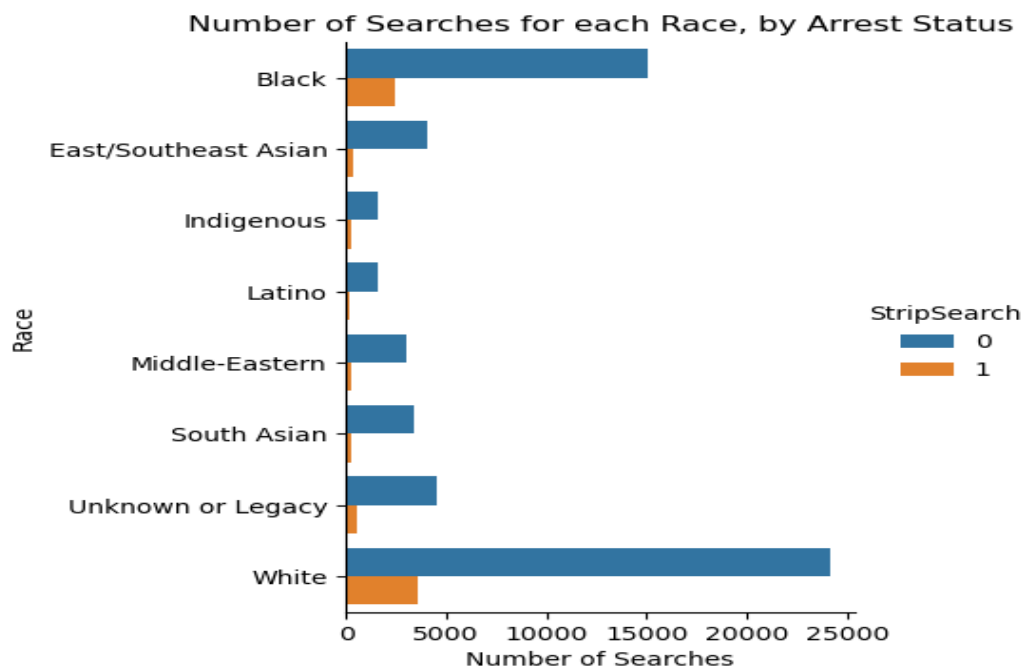 Number of Searches for each Race, by Arrest Status
Black
East/Southeast Asian
Indigenous
Latino
Middle-Eastern
South Asian
Unknown or Legacy
White
Race
0 5000 10000 15000 20000 25000
Number of Searches
StripSearch
0
1